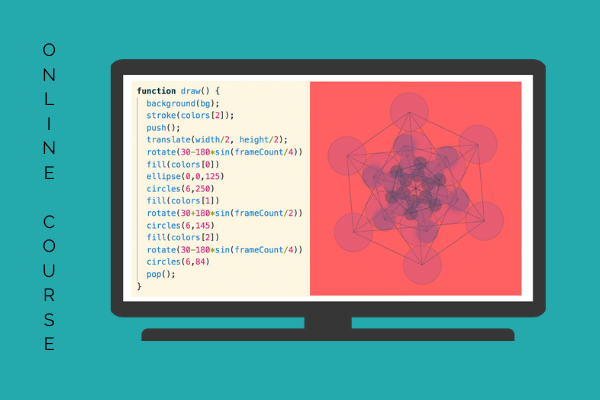 ONLINE COURSE
function draw() {
background(bg);
stroke(colors[2]);
push();
translate(width/2, height/2);
rotate(30-180*sin(frameCount/4))
fill(colors[0])
ellipse(0,0,125)
circles(6,250)
fill(colors[1])
rotate(30+180*sin(frameCount/2))
circles(6,145)
fill(colors[2])
rotate(30-180*sin(frameCount/4))
circles(6,84)
pop();
}